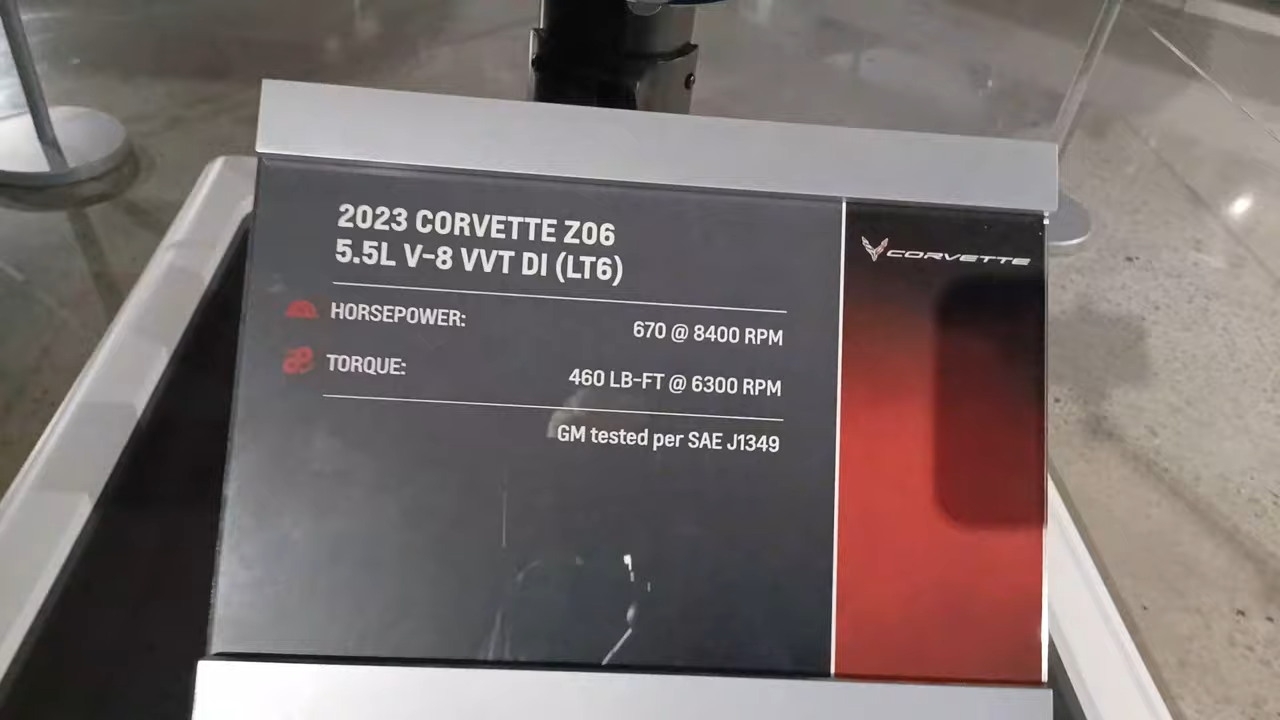 2023 CORVETTE Z06
5.5L V-8 VVT DI (LT6)
HORSEPOWER: 670 @ 8400 RPM
TORQUE: 460 LB-FT @ 6300 RPM
GM tested per SAE J1349
CORVETTE